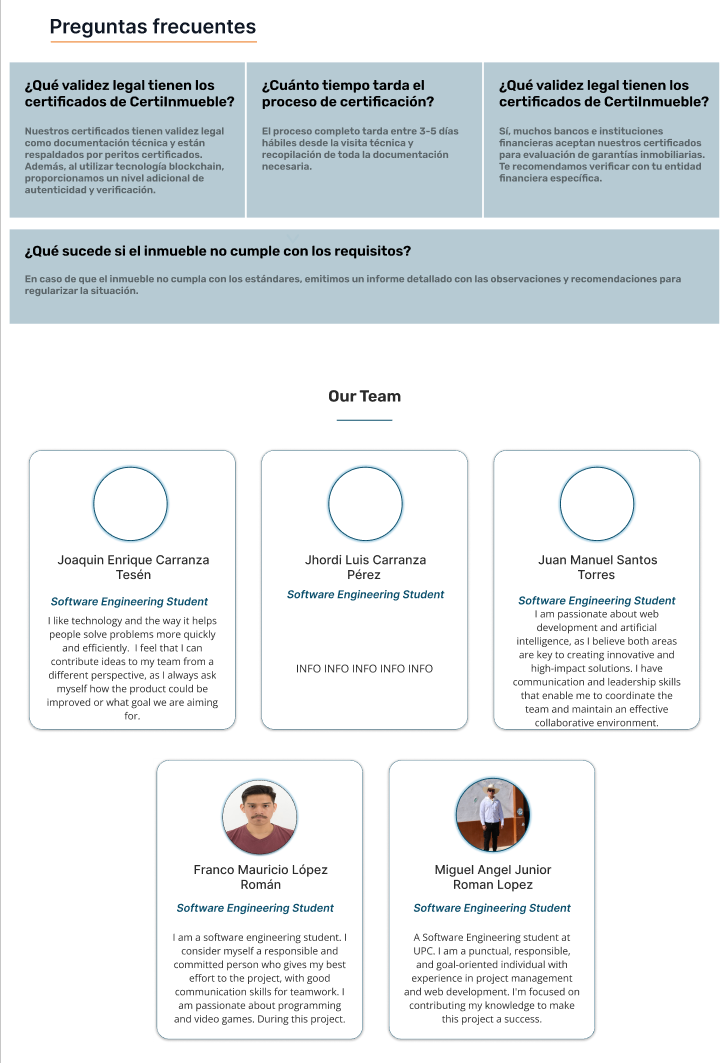 Preguntas frecuentes
¿Qué validez legal tienen los
certificados de CertiInmueble?
Nuestros certificados tienen validez legal
como documentación técnica y están
respaldados por peritos certificados.
Además, al utilizar tecnología blockchain,
proporcionamos un nivel adicional de
autenticidad y verificación.
¿Cuánto tiempo tarda el
proceso de certificación?
El proceso completo tarda entre 3-5 días
hábiles desde la visita técnica y
recopilación de toda la documentación
necesaria.
¿Qué validez legal tienen los
certificados de CertiInmueble?
Sí, muchos bancos e instituciones
financieras aceptan nuestros certificados
para evaluación de garantías inmobiliarias.
Te recomendamos verificar con tu entidad
financiera específica.
¿Qué sucede si el inmueble no cumple con los requisitos?
En caso de que el inmueble no cumpla con los estándares, emitimos un informe detallado con las observaciones y recomendaciones para
regularizar la situación.
Our Team
Joaquin Enrique Carranza
Tesén
Software Engineering Student
I like technology and the way it helps
people solve problems more quickly
and efficiently. I feel that I can
contribute ideas to my team from a
different perspective, as I always ask
myself how the product could be
improved or what goal we are aiming
for.
Jhordi Luis Carranza
Pérez
Software Engineering Student
INFO INFO INFO INFO INFO
Juan Manuel Santos
Torres
Software Engineering Student
I am passionate about web
development and artificial
intelligence, as I believe both areas
are key to creating innovative and
high-impact solutions. I have
communication and leadership skills
that enable me to coordinate the
team and maintain an effective
collaborative environment.
Franco Mauricio López
Román
Software Engineering Student
I am a software engineering student. I
consider myself a responsible and
committed person who gives my best
effort to the project, with good
communication skills for teamwork. I
am passionate about programming
and video games. During this project.
Miguel Angel Junior
Roman Lopez
Software Engineering Student
A Software Engineering student at
UPC. I am a punctual, responsible,
and goal-oriented individual with
experience in project management
and web development. I'm focused on
contributing my knowledge to make
this project a success.